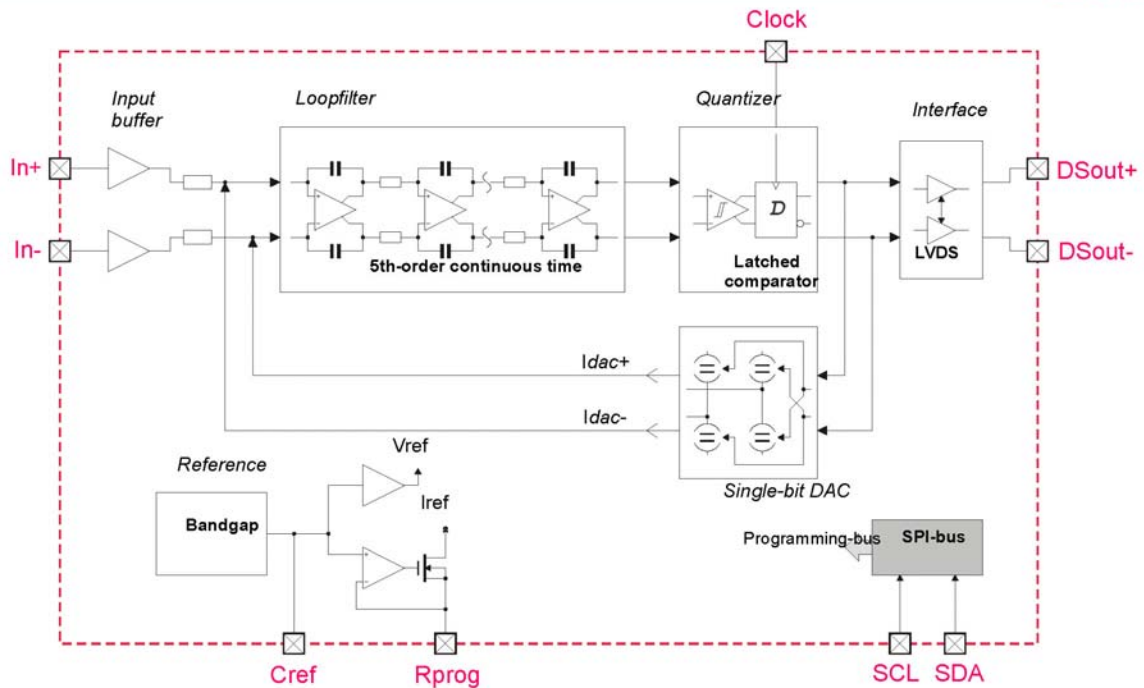 Clock
Input
buffer
Loopfilter
Quantizer
Interface
In+
In-
DSout+
DSout-
D
5th-order continuous time
Latched
comparator
LVDS
Idac+
Idac-
Single-bit DAC
Reference
Vref
Iref
Bandgap
Programming-bus
SPI-bus
Cref
Rprog
SCL
SDA